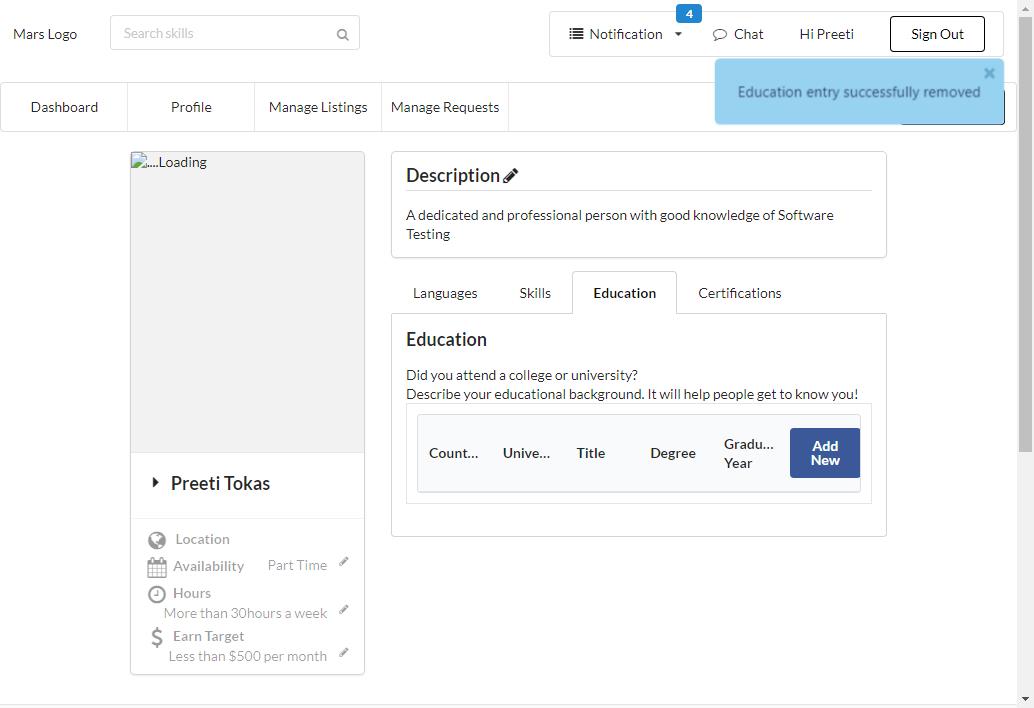 Mars Logo
Search skills
4
Notification
Chat
Hi Preeti
Sign Out
Education entry successfully removed
Dashboard
Profile
Manage Listings
Manage Requests
....Loading
Description
A dedicated and professional person with good knowledge of Software
Testing
Languages
Skills
Education
Certifications
Education
Did you attend a college or university?
Describe your educational background. It will help people get to know you!
Count...
Unive...
Title
Degree
Gradu...
Year
Add
New
Preeti Tokas
Location
Availability
Part Time
Hours
More than 30hours a week
Earn Target
Less than $500 per month